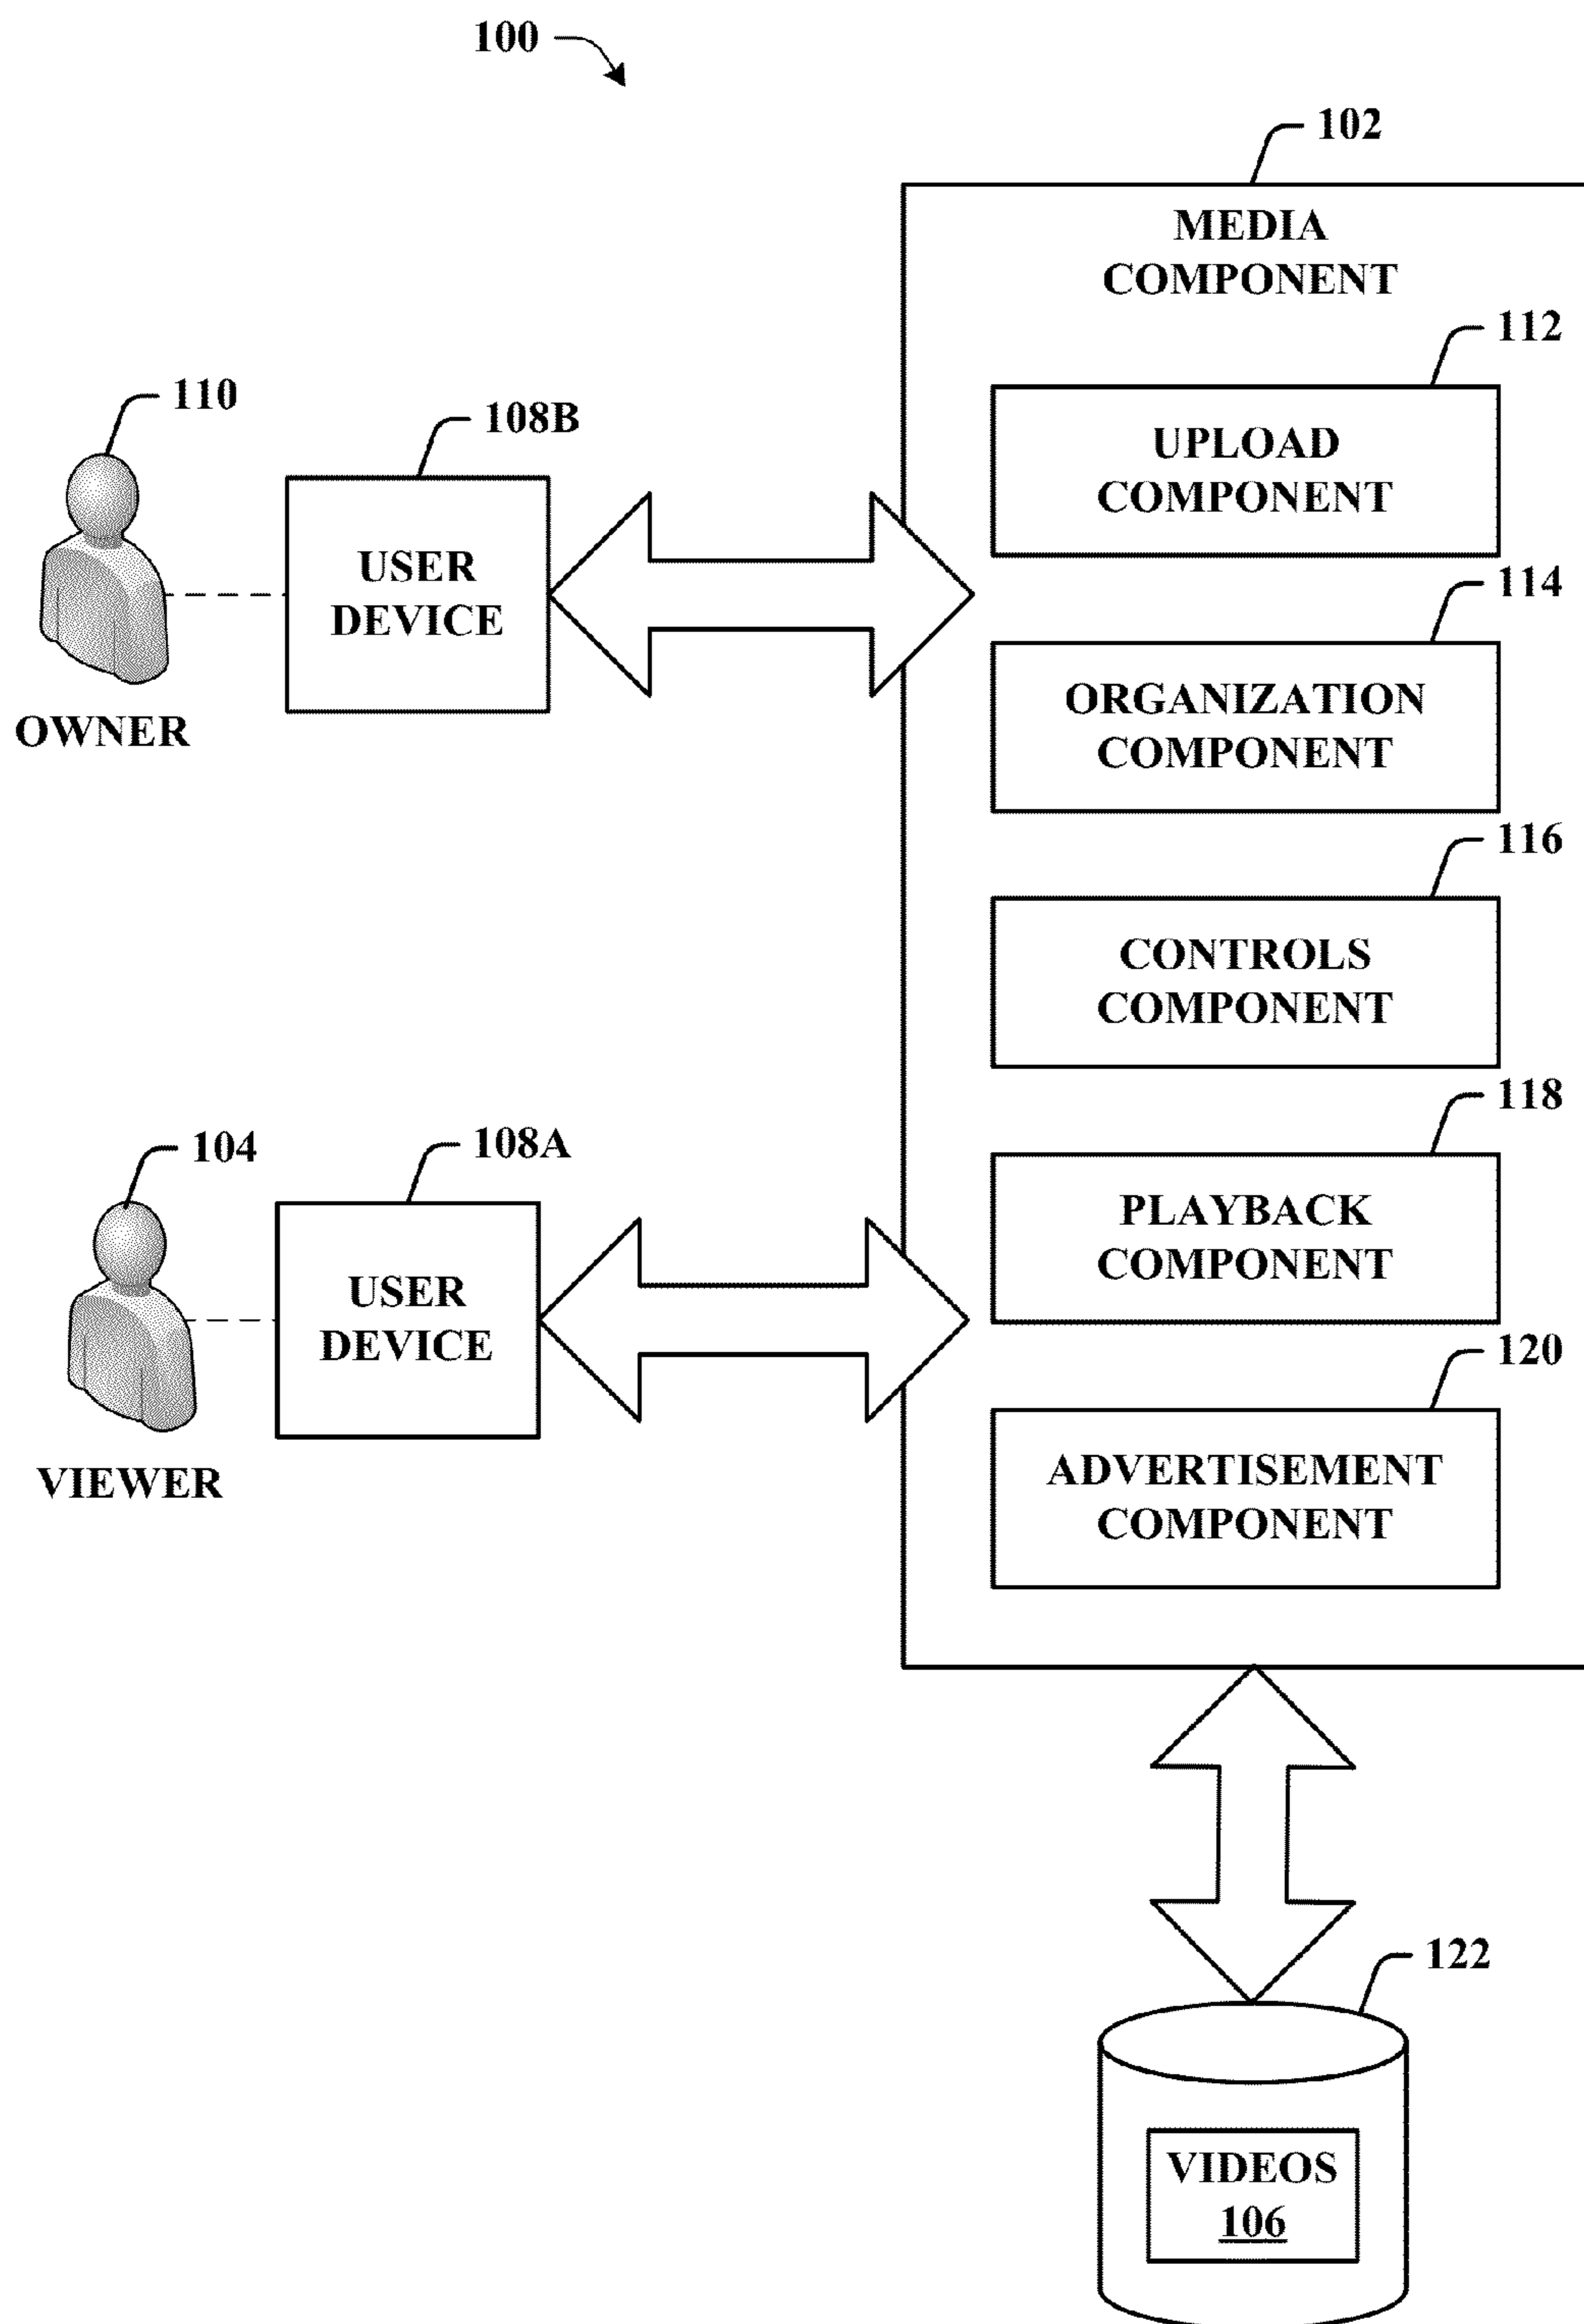 100
102
MEDIA
COMPONENT
112
UPLOAD
COMPONENT
110
108B
USER
DEVICE
OWNER
114
ORGANIZATION
COMPONENT
116
CONTROLS
COMPONENT
104
108A
USER
DEVICE
VIEWER
118
PLAYBACK
COMPONENT
120
ADVERTISEMENT
COMPONENT
122
VIDEOS
106